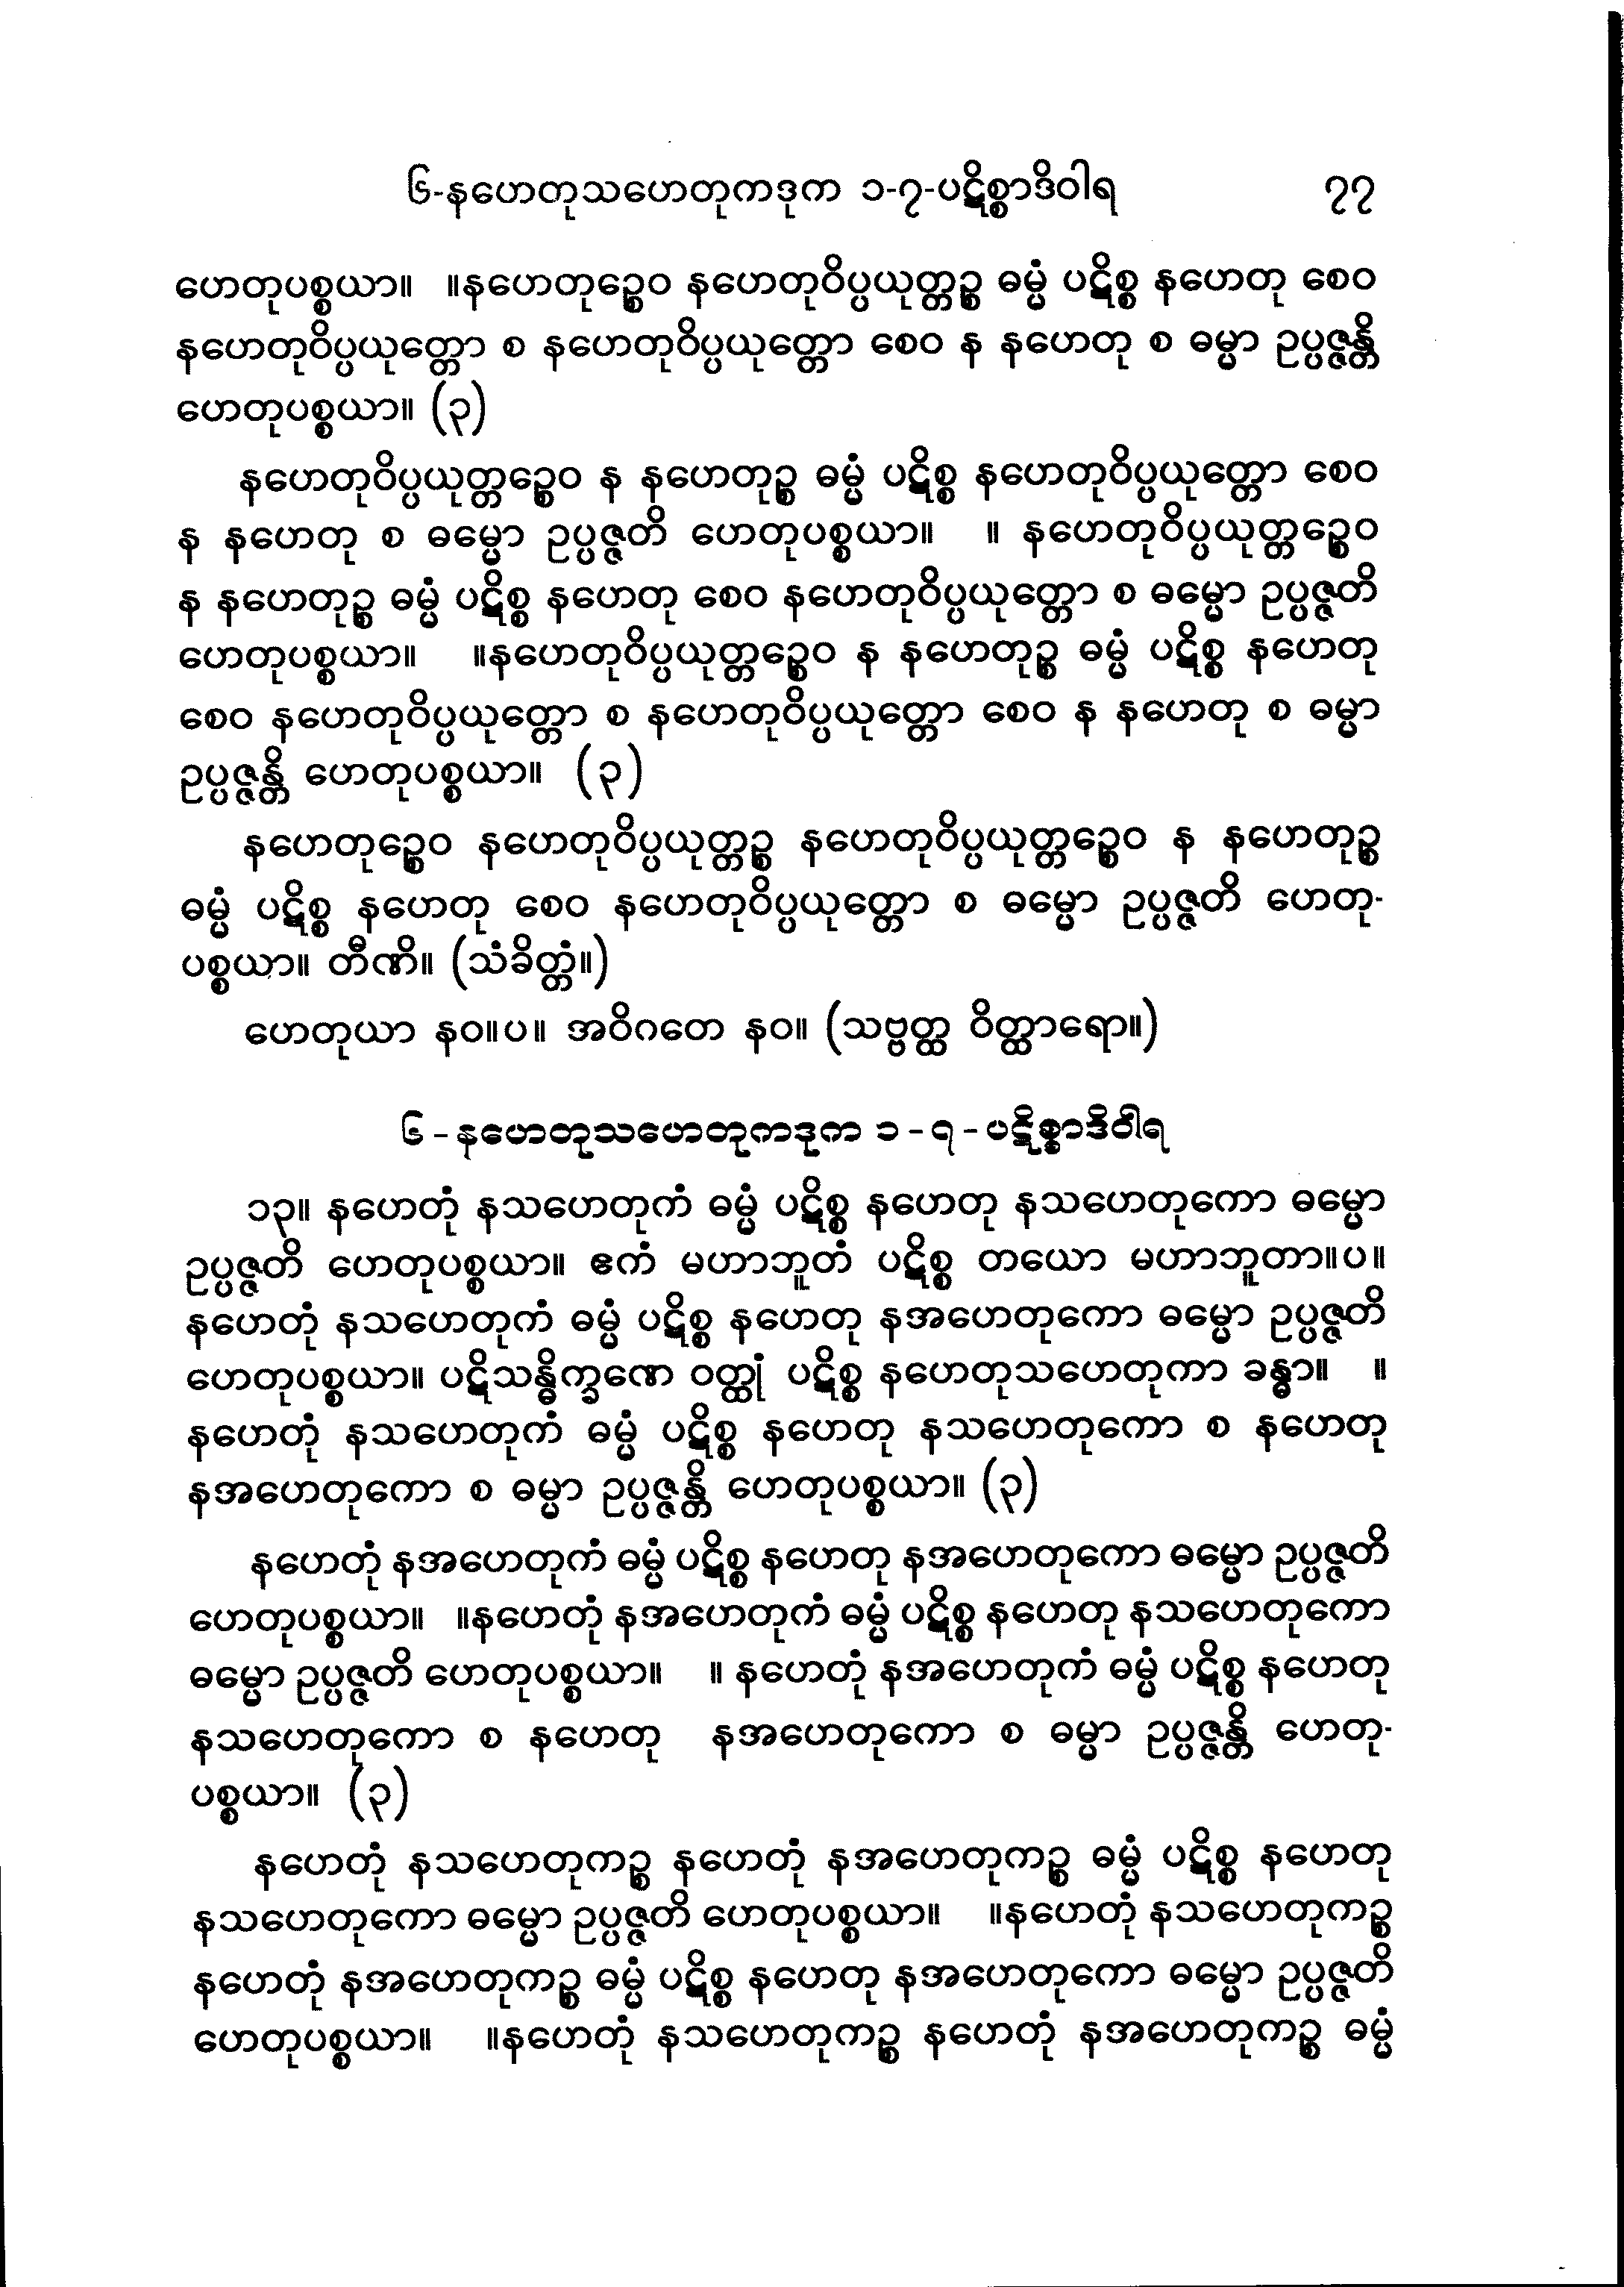 ၆-နဟေတုသဟေတုကဒုက ၁-၇-ပဋိစ္စာဒိဝါရ ၇၇
ဟေတုပစ္စယာ။ ။နဟေတုဉ္စေဝ နဟေတုဝိပ္ပယုတ္တဉ္စ ဓမ္မံ ပဋိစ္စ နဟေတု စေဝ
နဟေတုဝိပ္ပယုတ္တော စ နဟေတုဝိပ္ပယုတ္တော စေဝ န နဟေတု စ ဓမ္မာ ဥပ္ပဇ္ဇန္တိ
ဟေတုပစ္စယာ။ (၃)
နဟေတုဝိပ္ပယုတ္တဉ္စေဝ န နဟေတုဉ္စ ဓမ္မံ ပဋိစ္စ နဟေတုဝိပ္ပယုတ္တော စေဝ
န နဟေတု စ ဓမ္မော ဥပ္ပဇ္ဇတိ ဟေတုပစ္စယာ။ ။ နဟေတုဝိပ္ပယုတ္တဉ္စေဝ
န နဟေတုဉ္စ ဓမ္မံ ပဋိစ္စ နဟေတု စေဝ နဟေတုဝိပ္ပယုတ္တော စ ဓမ္မော ဥပ္ပဇ္ဇတိ
ဟေတုပစ္စယာ။ ။နဟေတုဝိပ္ပယုတ္တဉ္စေဝ န နဟေတုဉ္စ ဓမ္မံ ပဋိစ္စ နဟေတု
စေဝ နဟေတုဝိပ္ပယုတ္တော စ နဟေတုဝိပ္ပယုတ္တော စေဝ န နဟေတု စ ဓမ္မာ
ဥပ္ပဇ္ဇန္တိ ဟေတုပစ္စယာ။ (၃)
နဟေတုဉ္စေဝ နဟေတုဝိပ္ပယုတ္တဉ္စ နဟေတုဝိပ္ပယုတ္တဉ္စေဝ န နဟေတုဉ္စ
ဓမ္မံ ပဋိစ္စ နဟေတု စေဝ နဟေတုဝိပ္ပယုတ္တော စ ဓမ္မော ဥပ္ပဇ္ဇတိ ဟေတု-
ပစ္စယာ။ တီဏိ။ (သံခိတ္တံ။)
ဟေတုယာ နဝ။ပ။ အဝိဂတေ နဝ။ (သဗ္ဗတ္ထ ဝိတ္ထာရော။)
၆-နဟေတုသဟေတုကဒုက ၁-၇-ပဋိစ္စာဒိဝါရ
၁၃။ နဟေတုံ နသဟေတုကံ ဓမ္မံ ပဋိစ္စ နဟေတု နသဟေတုကော ဓမ္မော
ဥပ္ပဇ္ဇတိ ဟေတုပစ္စယာ။ ဧကံ မဟာဘူတံ ပဋိစ္စ တယော မဟာဘူတာ။ပ။
နဟေတုံ နသဟေတုကံ ဓမ္မံ ပဋိစ္စ နဟေတု နအဟေတုကော ဓမ္မော ဥပ္ပဇ္ဇတိ
ဟေတုပစ္စယာ။ ပဋိသန္ဓိက္ခဏေ ဝတ္ထုံ ပဋိစ္စ နဟေတုသဟေတုကာ ခန္ဓာ။ ။
နဟေတုံ နသဟေတုကံ ဓမ္မံ ပဋိစ္စ နဟေတု နသဟေတုကော စ နဟေတု
နအဟေတုကော စ ဓမ္မာ ဥပ္ပဇ္ဇန္တိ ဟေတုပစ္စယာ။ (၃)
နဟေတုံ နအဟေတုကံ ဓမ္မံ ပဋိစ္စ နဟေတု နအဟေတုကော ဓမ္မော ဥပ္ပဇ္ဇတိ
ဟေတုပစ္စယာ။ ။နဟေတုံ နအဟေတုကံ ဓမ္မံ ပဋိစ္စ နဟေတု နသဟေတုကော
ဓမ္မော ဥပ္ပဇ္ဇတိ ဟေတုပစ္စယာ။ ။ နဟေတုံ နအဟေတုကံ ဓမ္မံ ပဋိစ္စ နဟေတု
နသဟေတုကော စ နဟေတု နအဟေတုကော စ ဓမ္မာ ဥပ္ပဇ္ဇန္တိ ဟေတု-
ပစ္စယာ။ (၃)
နဟေတုံ နသဟေတုကဉ္စ နဟေတုံ နအဟေတုကဉ္စ ဓမ္မံ ပဋိစ္စ နဟေတု
နသဟေတုကော ဓမ္မော ဥပ္ပဇ္ဇတိ ဟေတုပစ္စယာ။ ။နဟေတုံ နသဟေတုကဉ္စ
နဟေတုံ နအဟေတုကဉ္စ ဓမ္မံ ပဋိစ္စ နဟေတု နအဟေတုကော ဓမ္မော ဥပ္ပဇ္ဇတိ
ဟေတုပစ္စယာ။ ။နဟေတုံ နသဟေတုကဉ္စ နဟေတုံ နအဟေတုကဉ္စ ဓမ္မံ